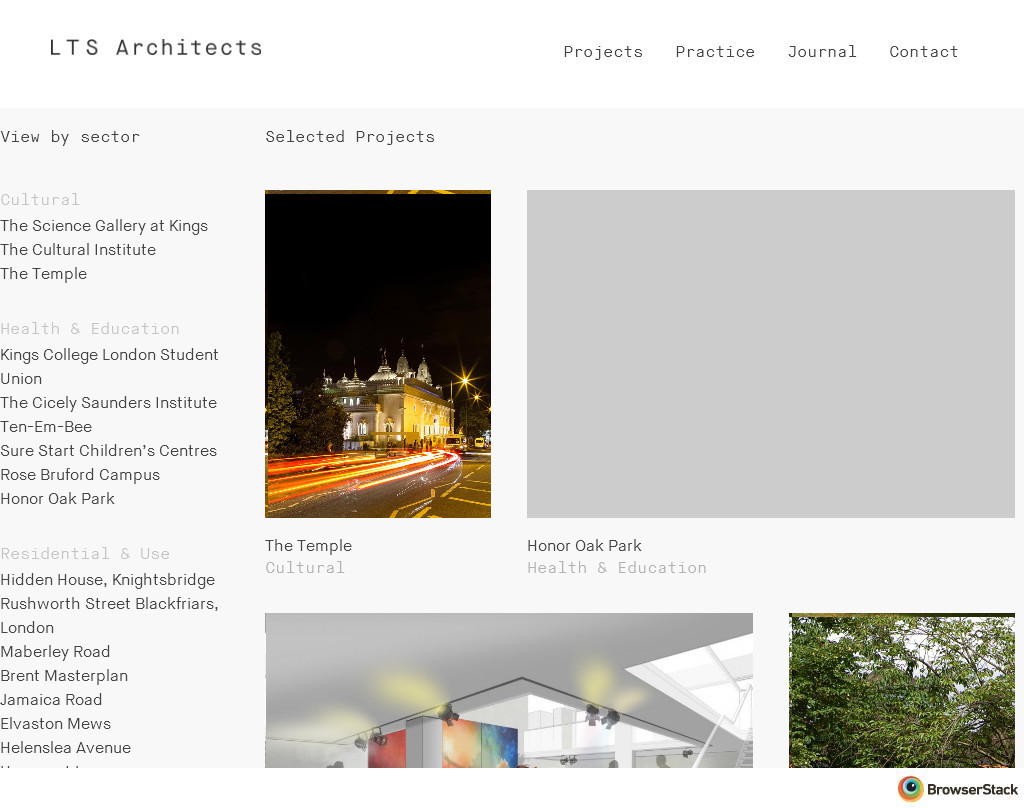 LTS Architects
Projects
Practice
Journal
Contact
View by sector
Selected Projects
Cultural
The Science Gallery at Kings
The Cultural Institute
The Temple
Health & Education
Kings College London Student
Union
The Cicely Saunders Institute
Ten-Em-Bee
Sure Start Children’s Centres
Rose Bruford Campus
Honor Oak Park
Residential & Use
Hidden House, Knightsbridge
Rushworth Street Blackfriars,
London
Maberley Road
Brent Masterplan
Jamaica Road
Elvaston Mews
Helenslea Avenue
The Temple
Cultural
Honor Oak Park
Health & Education
BrowserStack